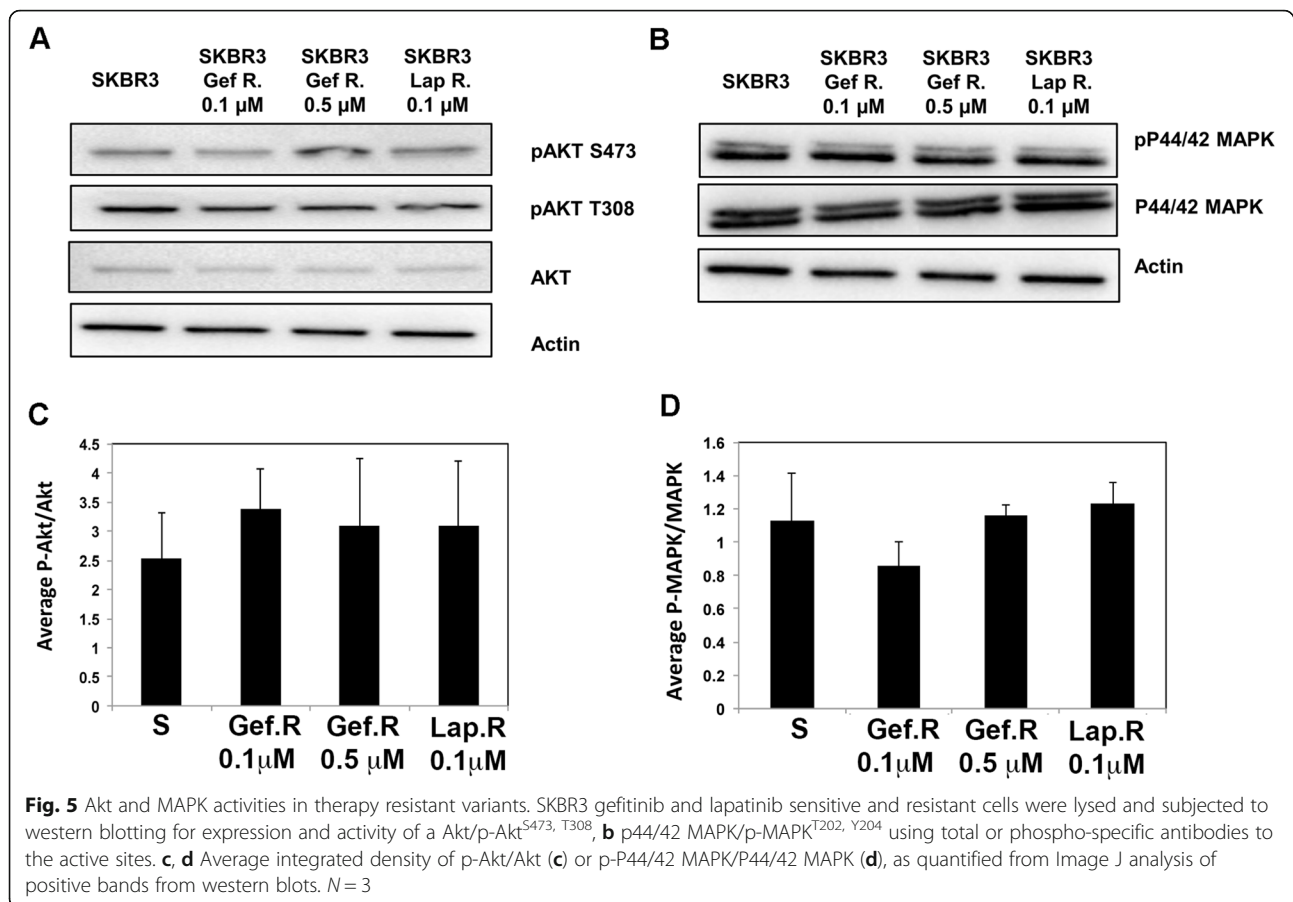 A
SKBR3
SKBR3
Gef R.
0.1 µM
SKBR3
Gef R.
0.5 µM
SKBR3
Lap R.
0.1 µM
pAKT S473
pAKT T308
AKT
Actin
B
SKBR3
SKBR3
Gef R.
0.1 µM
SKBR3
Gef R.
0.5 µM
SKBR3
Lap R.
0.1 µM
pP44/42 MAPK
P44/42 MAPK
Actin
C
Average P-Akt/Akt
4.5
4
3.5
3
2.5
2
1.5
1
0.5
0
S
Gef.R
0.1µM
Gef.R
0.5 µM
Lap.R
0.1µM
D
Average P-MAPK/MAPK
1.6
1.4
1.2
1
0.8
0.6
0.4
0.2
0
S
Gef.R
0.1µM
Gef.R
0.5 µM
Lap.R
0.1µM
Fig. 5 Akt and MAPK activities in therapy resistant variants. SKBR3 gefitinib and lapatinib sensitive and resistant cells were lysed and subjected to
western blotting for expression and activity of a Akt/p-Akt^S473, T308, b p44/42 MAPK/p-MAPK^T202, Y204 using total or phospho-specific antibodies to
the active sites. c, d Average integrated density of p-Akt/Akt (c) or p-P44/42 MAPK/P44/42 MAPK (d), as quantified from Image J analysis of
positive bands from western blots. N = 3